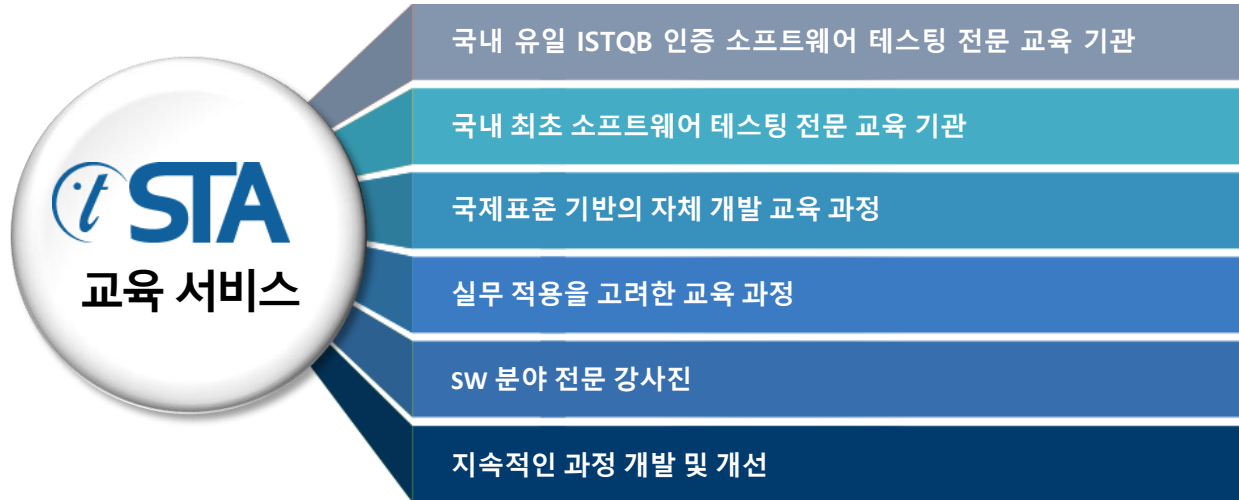 it STA
교육 서비스
국내 유일 ISTQB 인증 소프트웨어 테스팅 전문 교육 기관
국내 최초 소프트웨어 테스팅 전문 교육 기관
국제표준 기반의 자체 개발 교육 과정
실무 적용을 고려한 교육 과정
SW 분야 전문 강사진
지속적인 과정 개발 및 개선